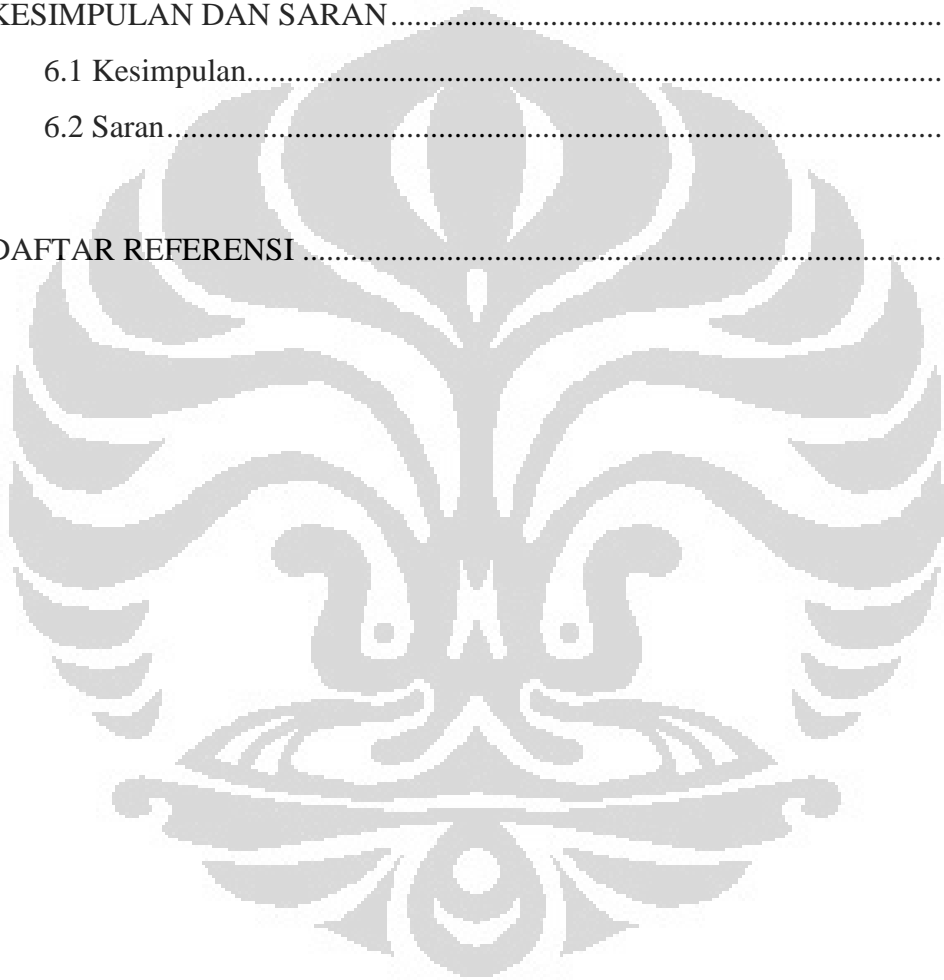 KESIMPULAN DAN SARAN................................................................................
6.1 Kesimpulan................................................................................................
6.2 Saran..........................................................................................................
DAFTAR REFERENSI ................................................................................